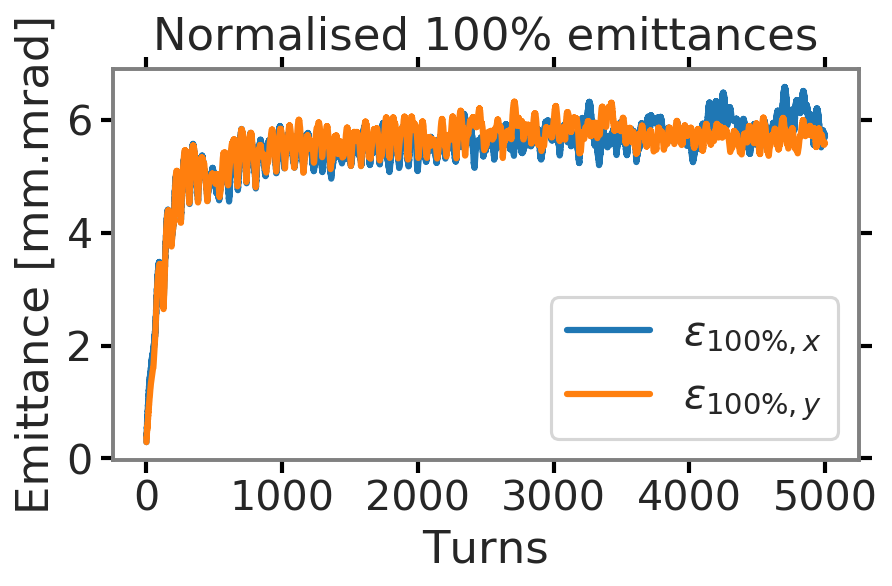 Normalised 100% emittances
Emittance [mm.mrad]
6
4
2
0
ε100%, x
ε100%, y
0 1000 2000 3000 4000 5000
Turns